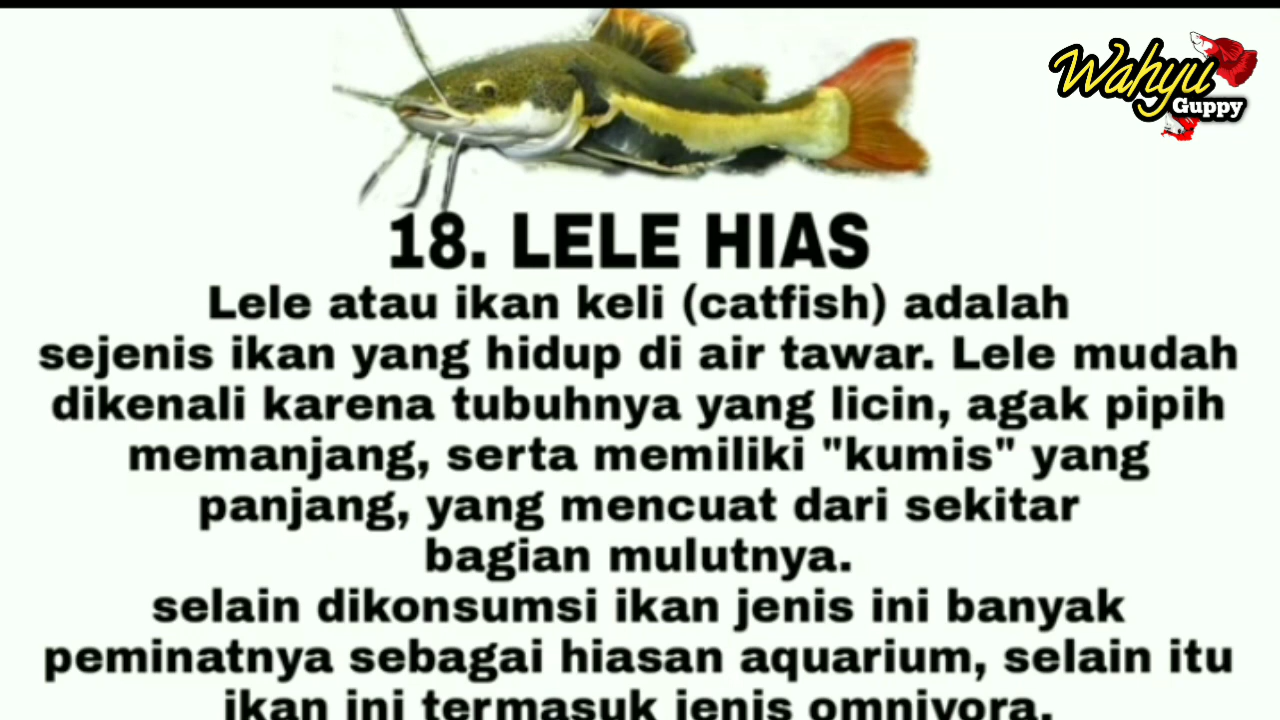 Wahyu
Guppy
18. LELE HIAS
Lele atau ikan keli (catfish) adalah
sejenis ikan yang hidup di air tawar. Lele mudah
dikenali karena tubuhnya yang licin, agak pipih
memanjang, serta memiliki "kumis" yang
panjang, yang mencuat dari sekitar
bagian mulutnya.
selain dikonsumsi ikan jenis ini banyak
peminatnya sebagai hiasan aquarium, selain itu
ikan ini termasuk jenis omnivora.